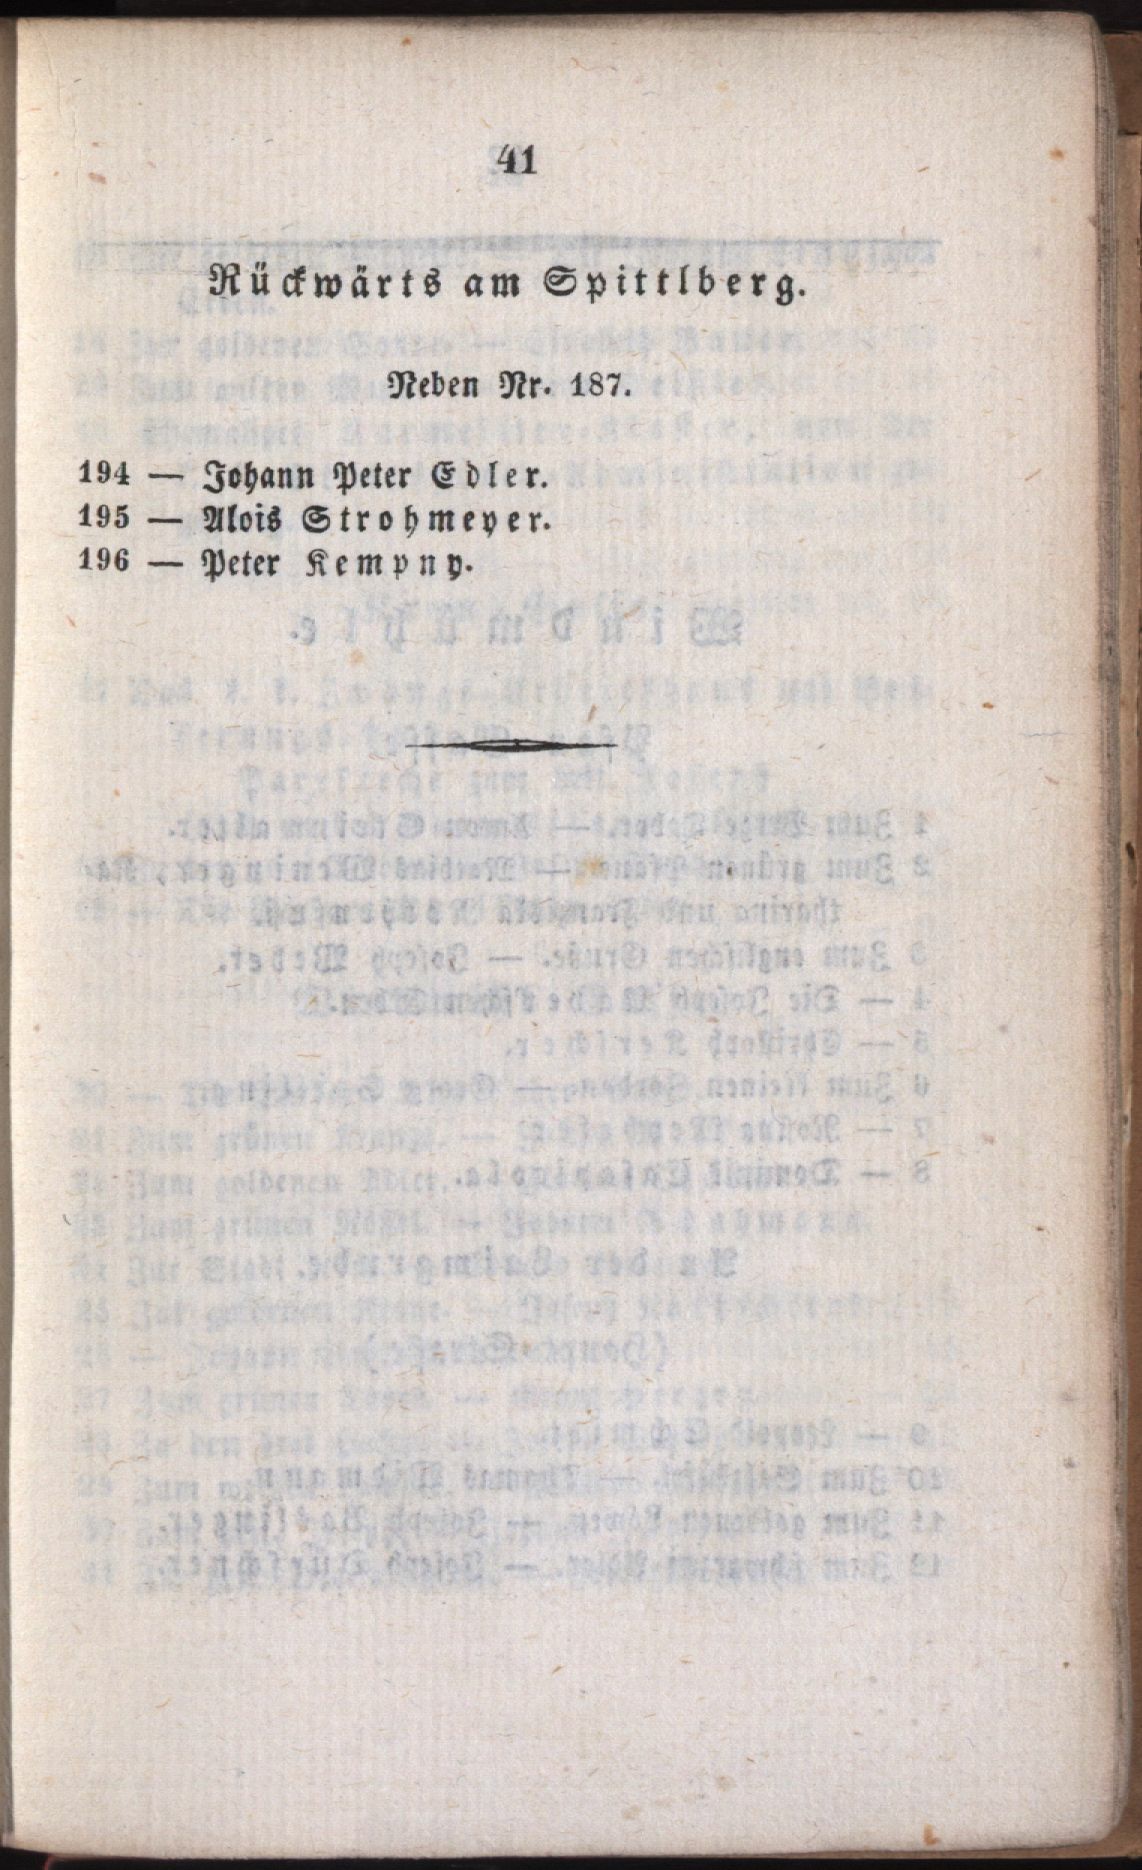 41
Rückwärts am Spittlberg.
Neben Nr. 187.
194 — Johann Peter Edler.
195 — Alois Strohmeyer.
196 — Peter Kempny.